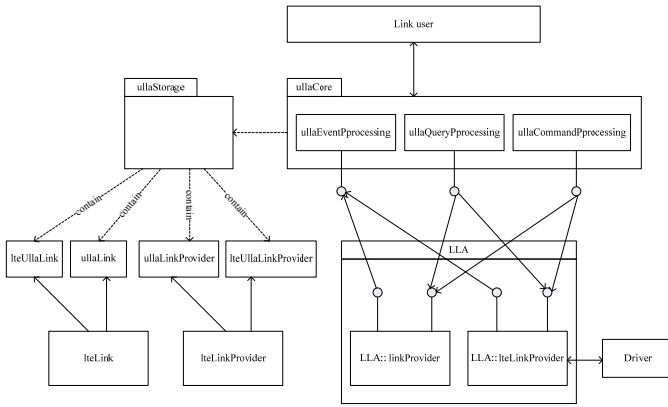 Link user
ullaStorage
ullaCore
ullaEventPprocessing
ullaQueryPprocessing
ullaCommandPprocessing
contain
contain
contain
contain
lteUllaLink
ullaLink
ullaLinkProvider
lteUllaLinkProvider
LLA
lteLink
lteLinkProvider
LLA::linkProvider
LLA::lteLinkProvider
Driver